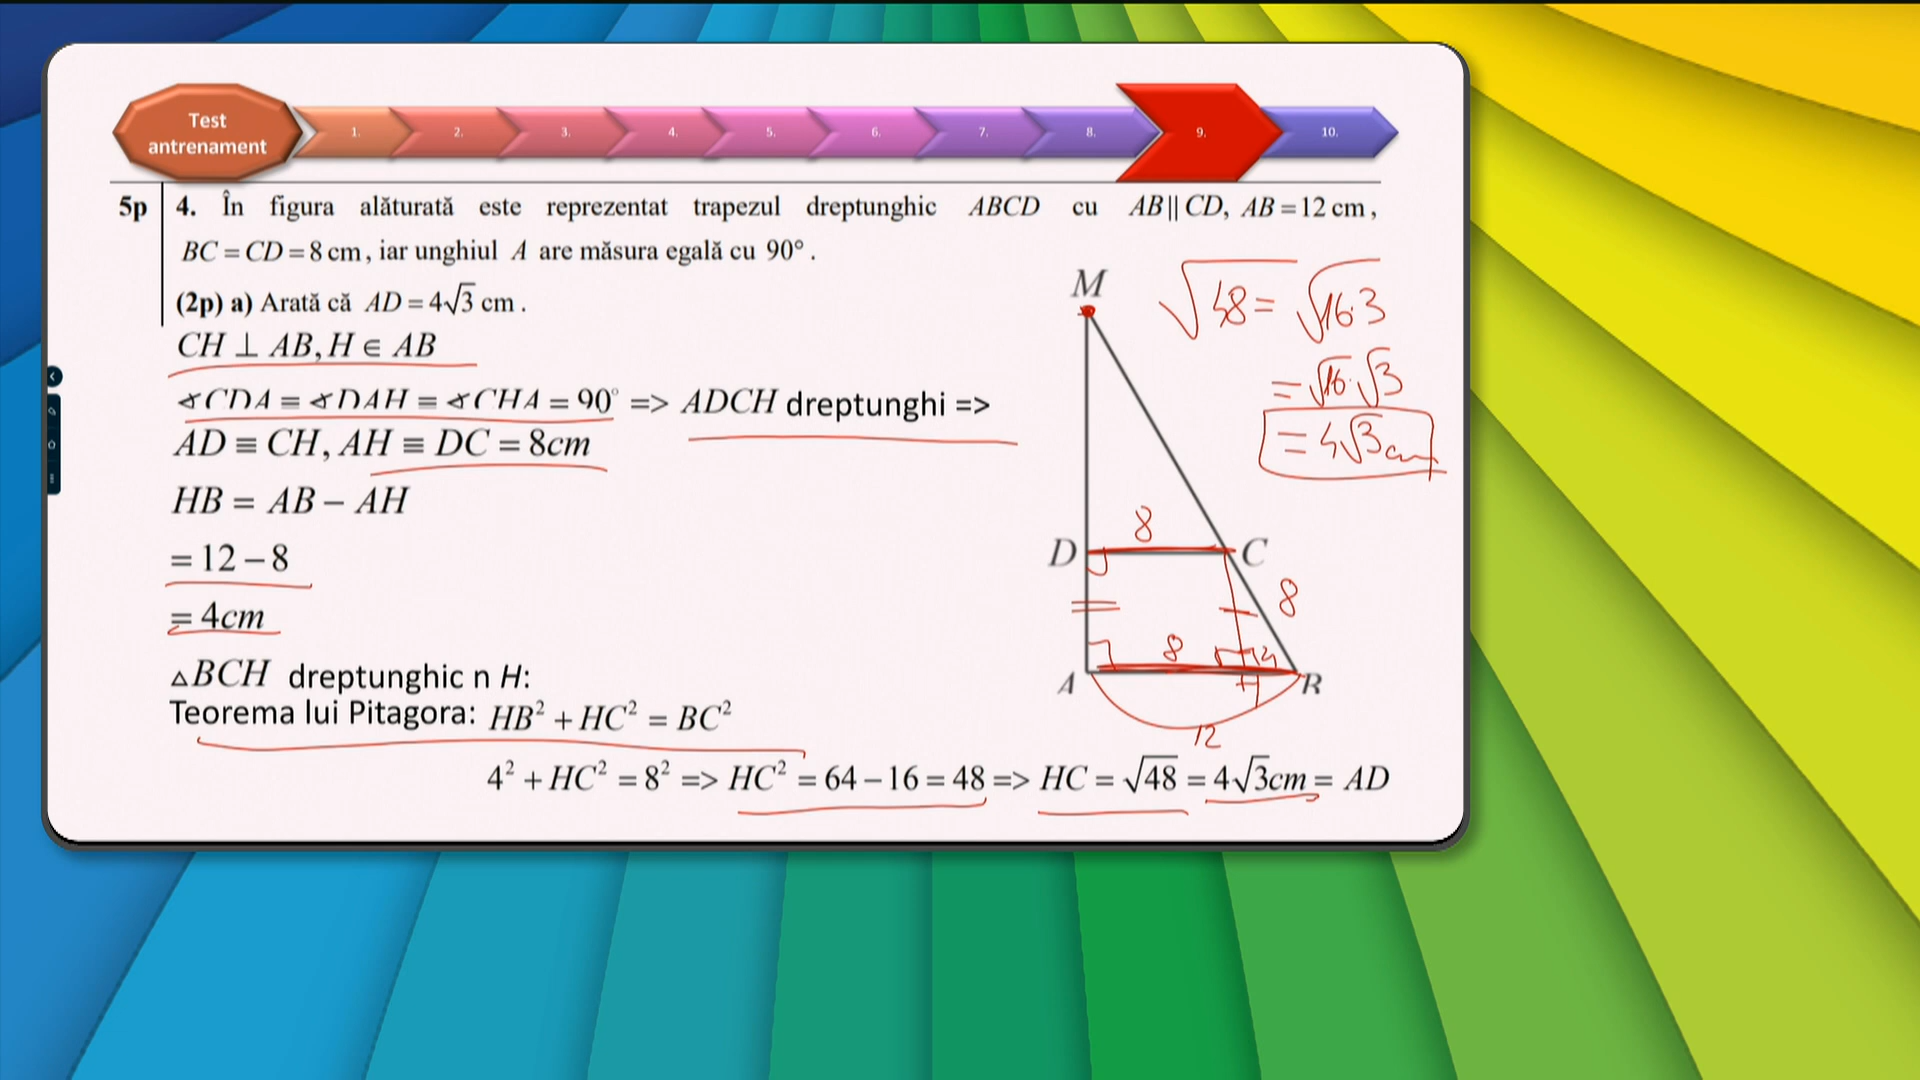 Test
antrenament
1. 2. 3. 4. 5. 6. 7. 8. 9. 10.
5p 4. În figura alăturată este reprezentat trapezul dreptunghic ABCD cu AB || CD, AB = 12 cm,
BC = CD = 8 cm, iar unghiul A are măsura egală cu 90°.
(2p) a) Arată că AD = 4√3 cm.
CH ⊥ AB, H ∈ AB
∢CDA ≡ ∢DAH ≡ ∢CHA = 90° => ADCH dreptunghi =>
AD ≡ CH, AH ≡ DC = 8cm
HB = AB − AH
= 12 − 8
= 4cm
▵BCH dreptunghic n H:
Teorema lui Pitagora: HB² + HC² = BC²
4² + HC² = 8² => HC² = 64 − 16 = 48 => HC = √48 = 4√3cm = AD
M
√48 = √16·3
= √16·√3
= 4√3 cm
8
D C
8
8 4
A H B
12